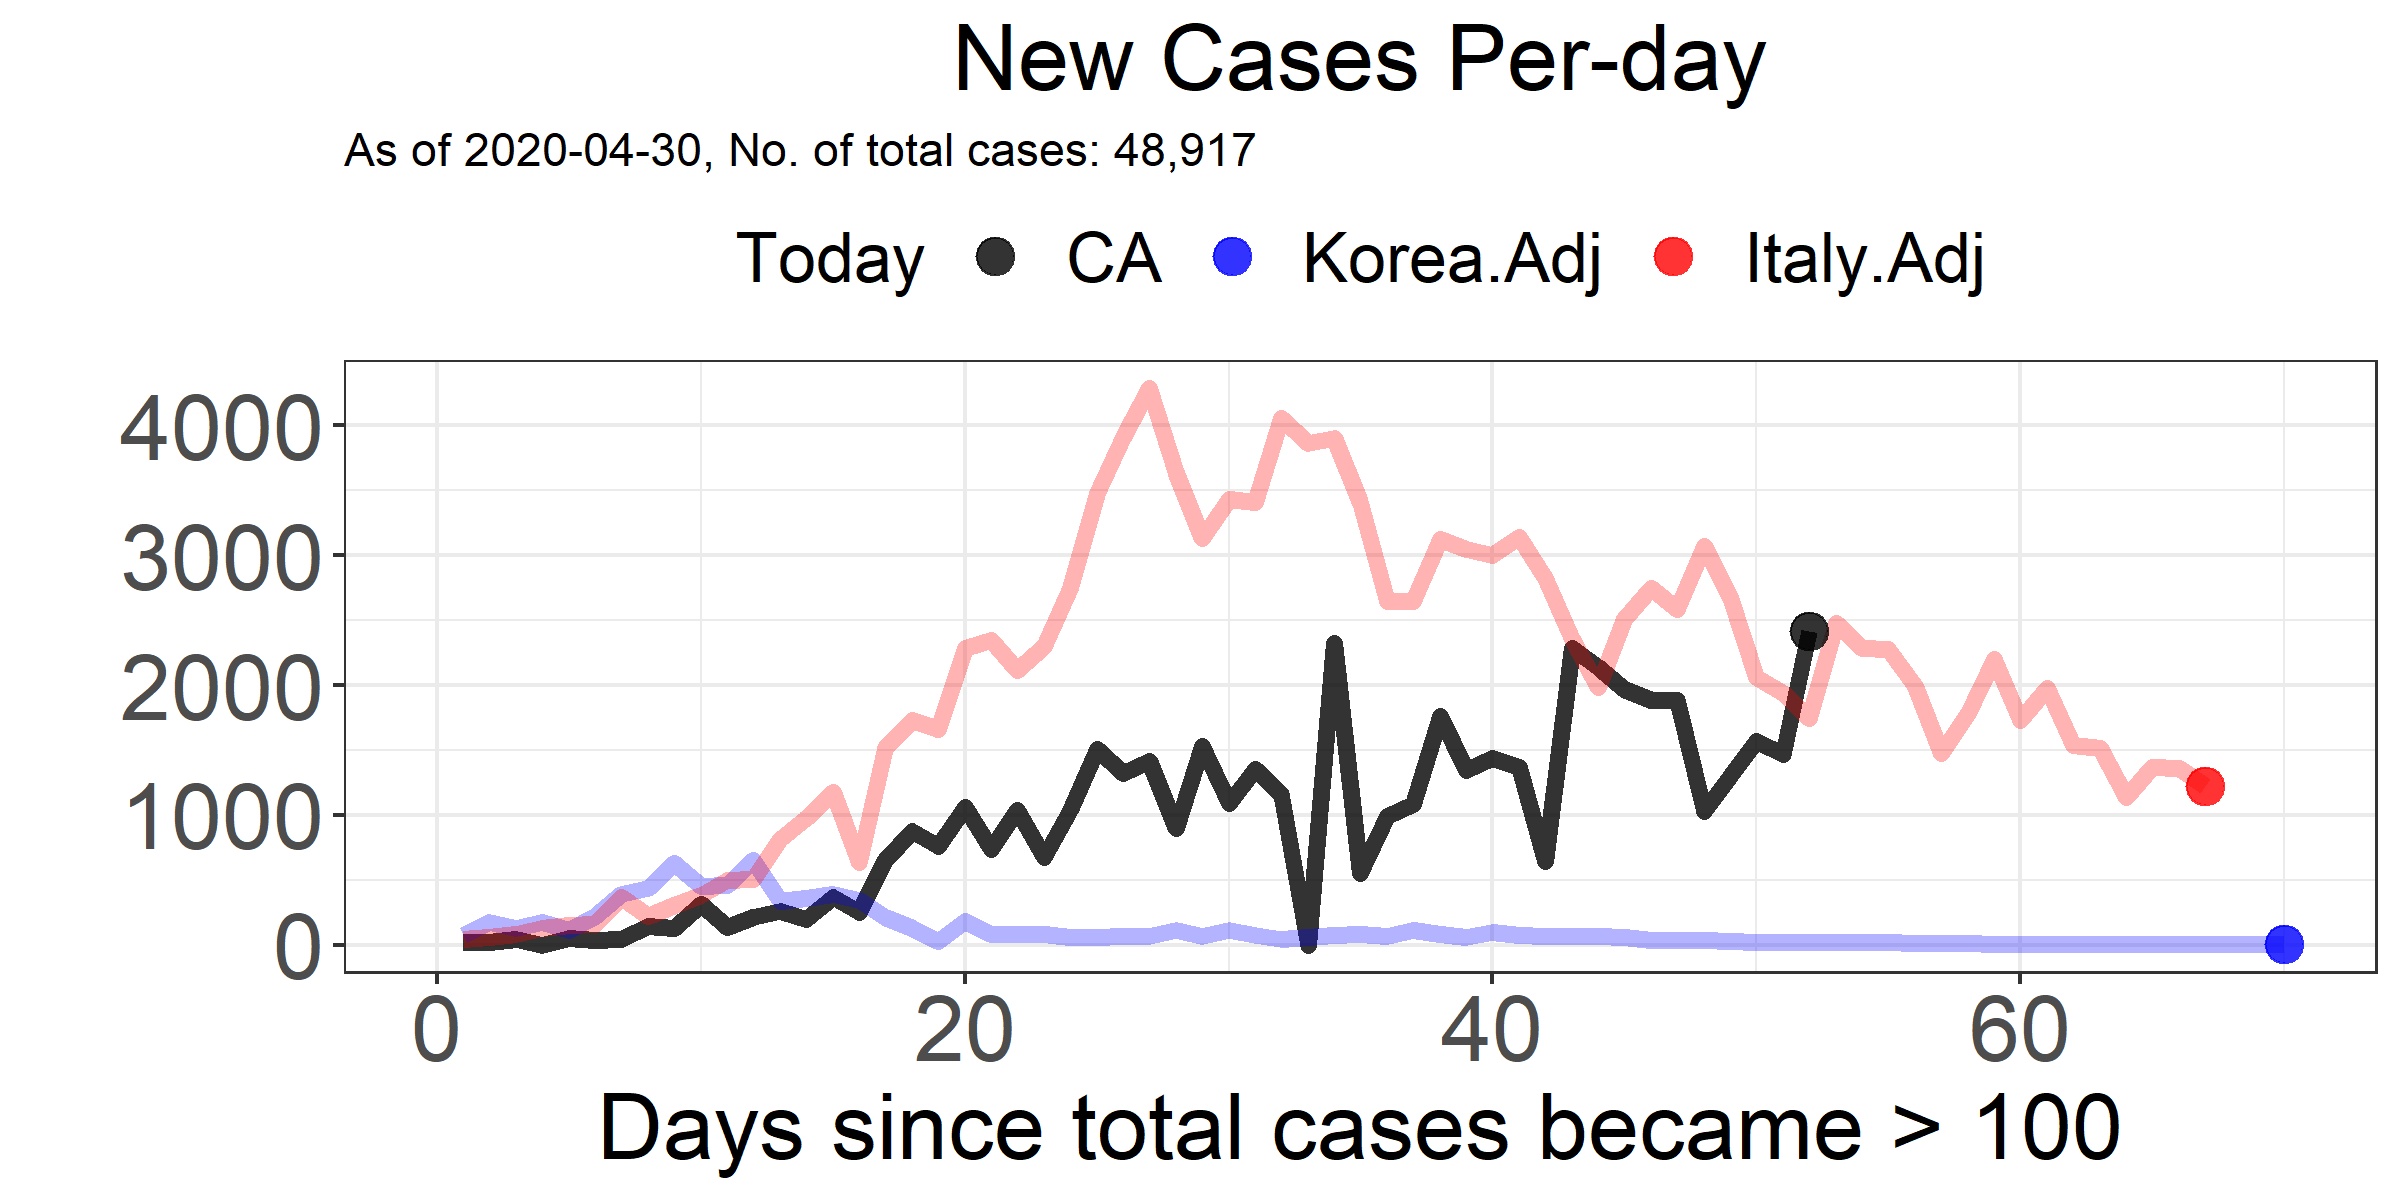 New Cases Per-day
As of 2020-04-30, No. of total cases: 48,917
Today CA Korea.Adj Italy.Adj
4000
3000
2000
1000
0
0 20 40 60
Days since total cases became > 100